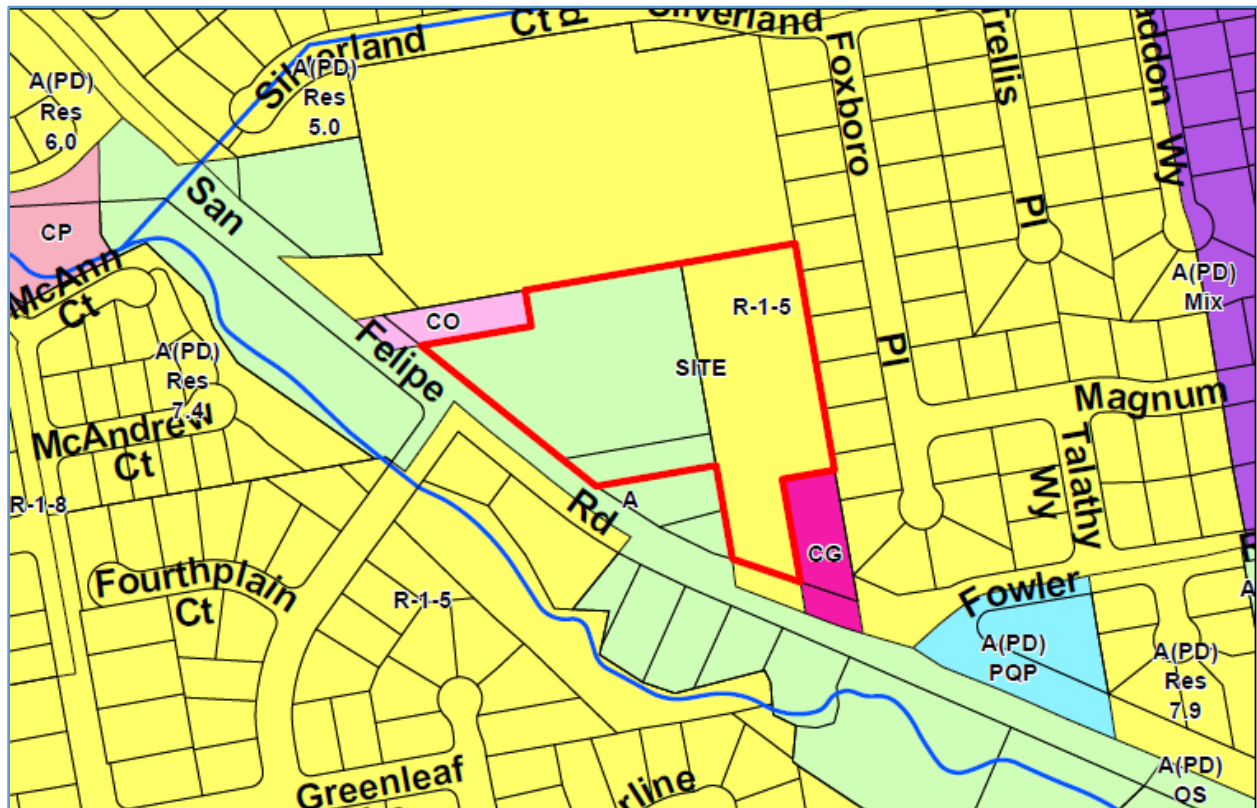 Silverland
Ct
Silverland
A(PD)
Res
6.0
A(PD)
Res
5.0
Foxboro
Pl
Trellis
Pl
Wy
San
Felipe
Rd
CP
McAnn
Ct
CO
R-1-5
SITE
A(PD)
Mix
A(PD)
Res
7.4
McAndrew
Ct
Magnum
Talathy
Wy
R-1-8
A
CG
Fourthplain
Ct
R-1-5
Fowler
A(PD)
PQP
A(PD)
Res
7.9
Greenleaf
A(PD)
OS